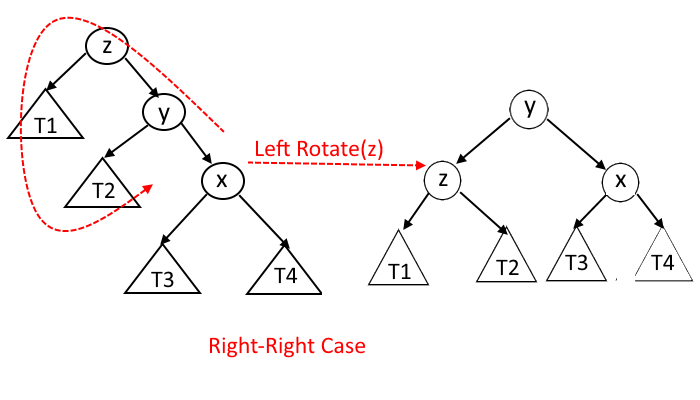 z
y
T1
y
Left Rotate(z)
T2
x
z
x
T3
T4
T1
T2
T3
T4
Right-Right Case